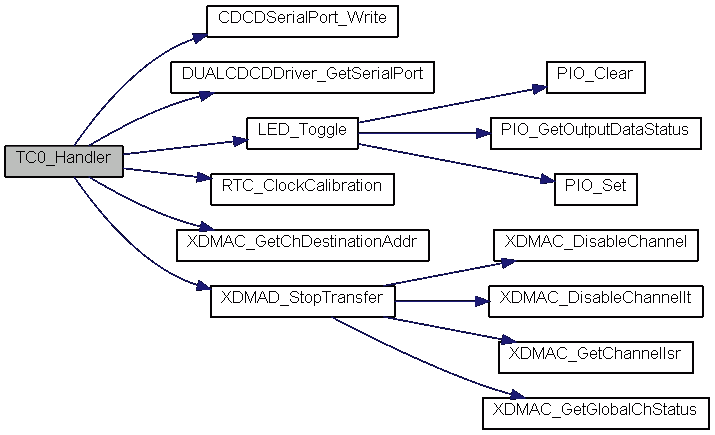 CDCDSerialPort_Write
DUALCDCDDriver_GetSerialPort
PIO_Clear
LED_Toggle
PIO_GetOutputDataStatus
TC0_Handler
RTC_ClockCalibration
PIO_Set
XDMAC_GetChDestinationAddr
XDMAC_DisableChannel
XDMAD_StopTransfer
XDMAC_DisableChannelIt
XDMAC_GetChannelIsr
XDMAC_GetGlobalChStatus